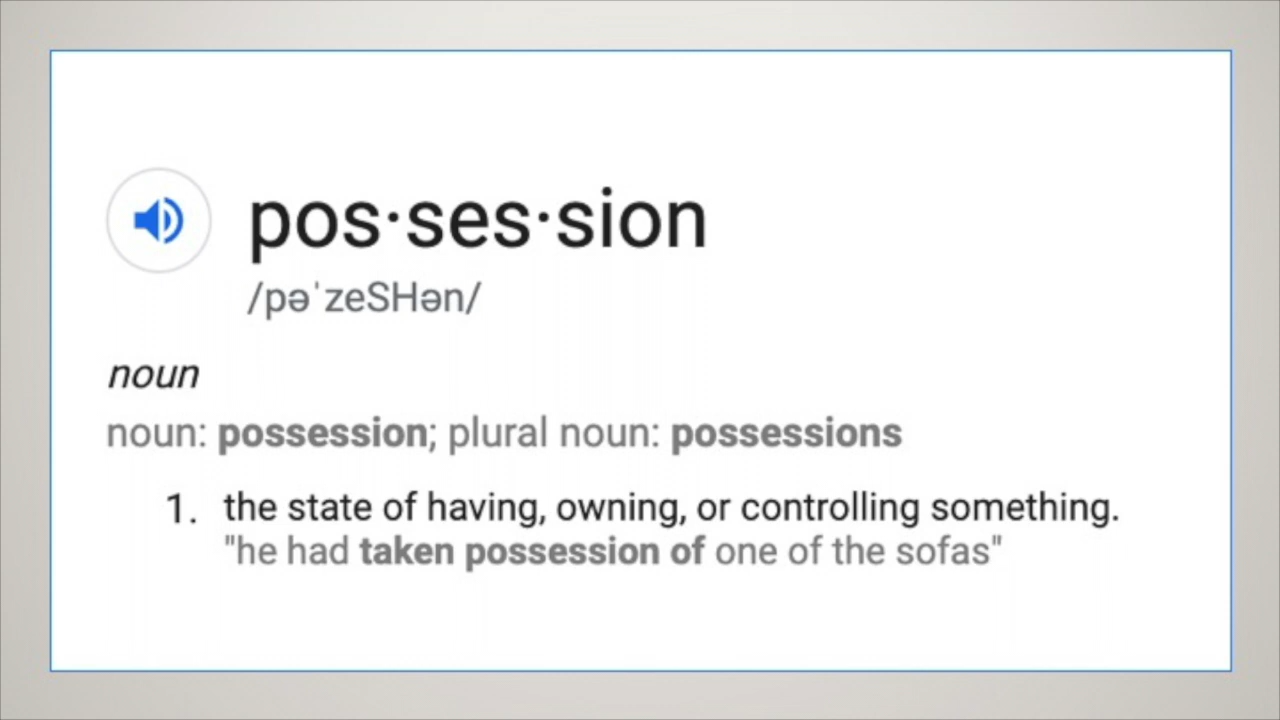 pos·ses·sion
/pəˈzeSHən/
noun
noun: possession; plural noun: possessions
1. the state of having, owning, or controlling something.
"he had taken possession of one of the sofas"